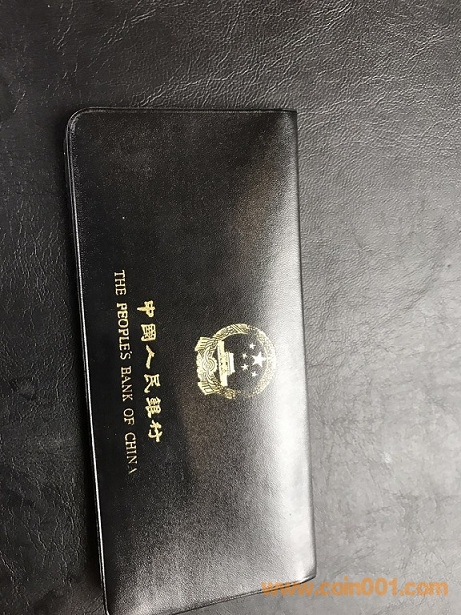 中國人民銀行
THE PEOPLE'S BANK OF CHINA
www.coin001.com